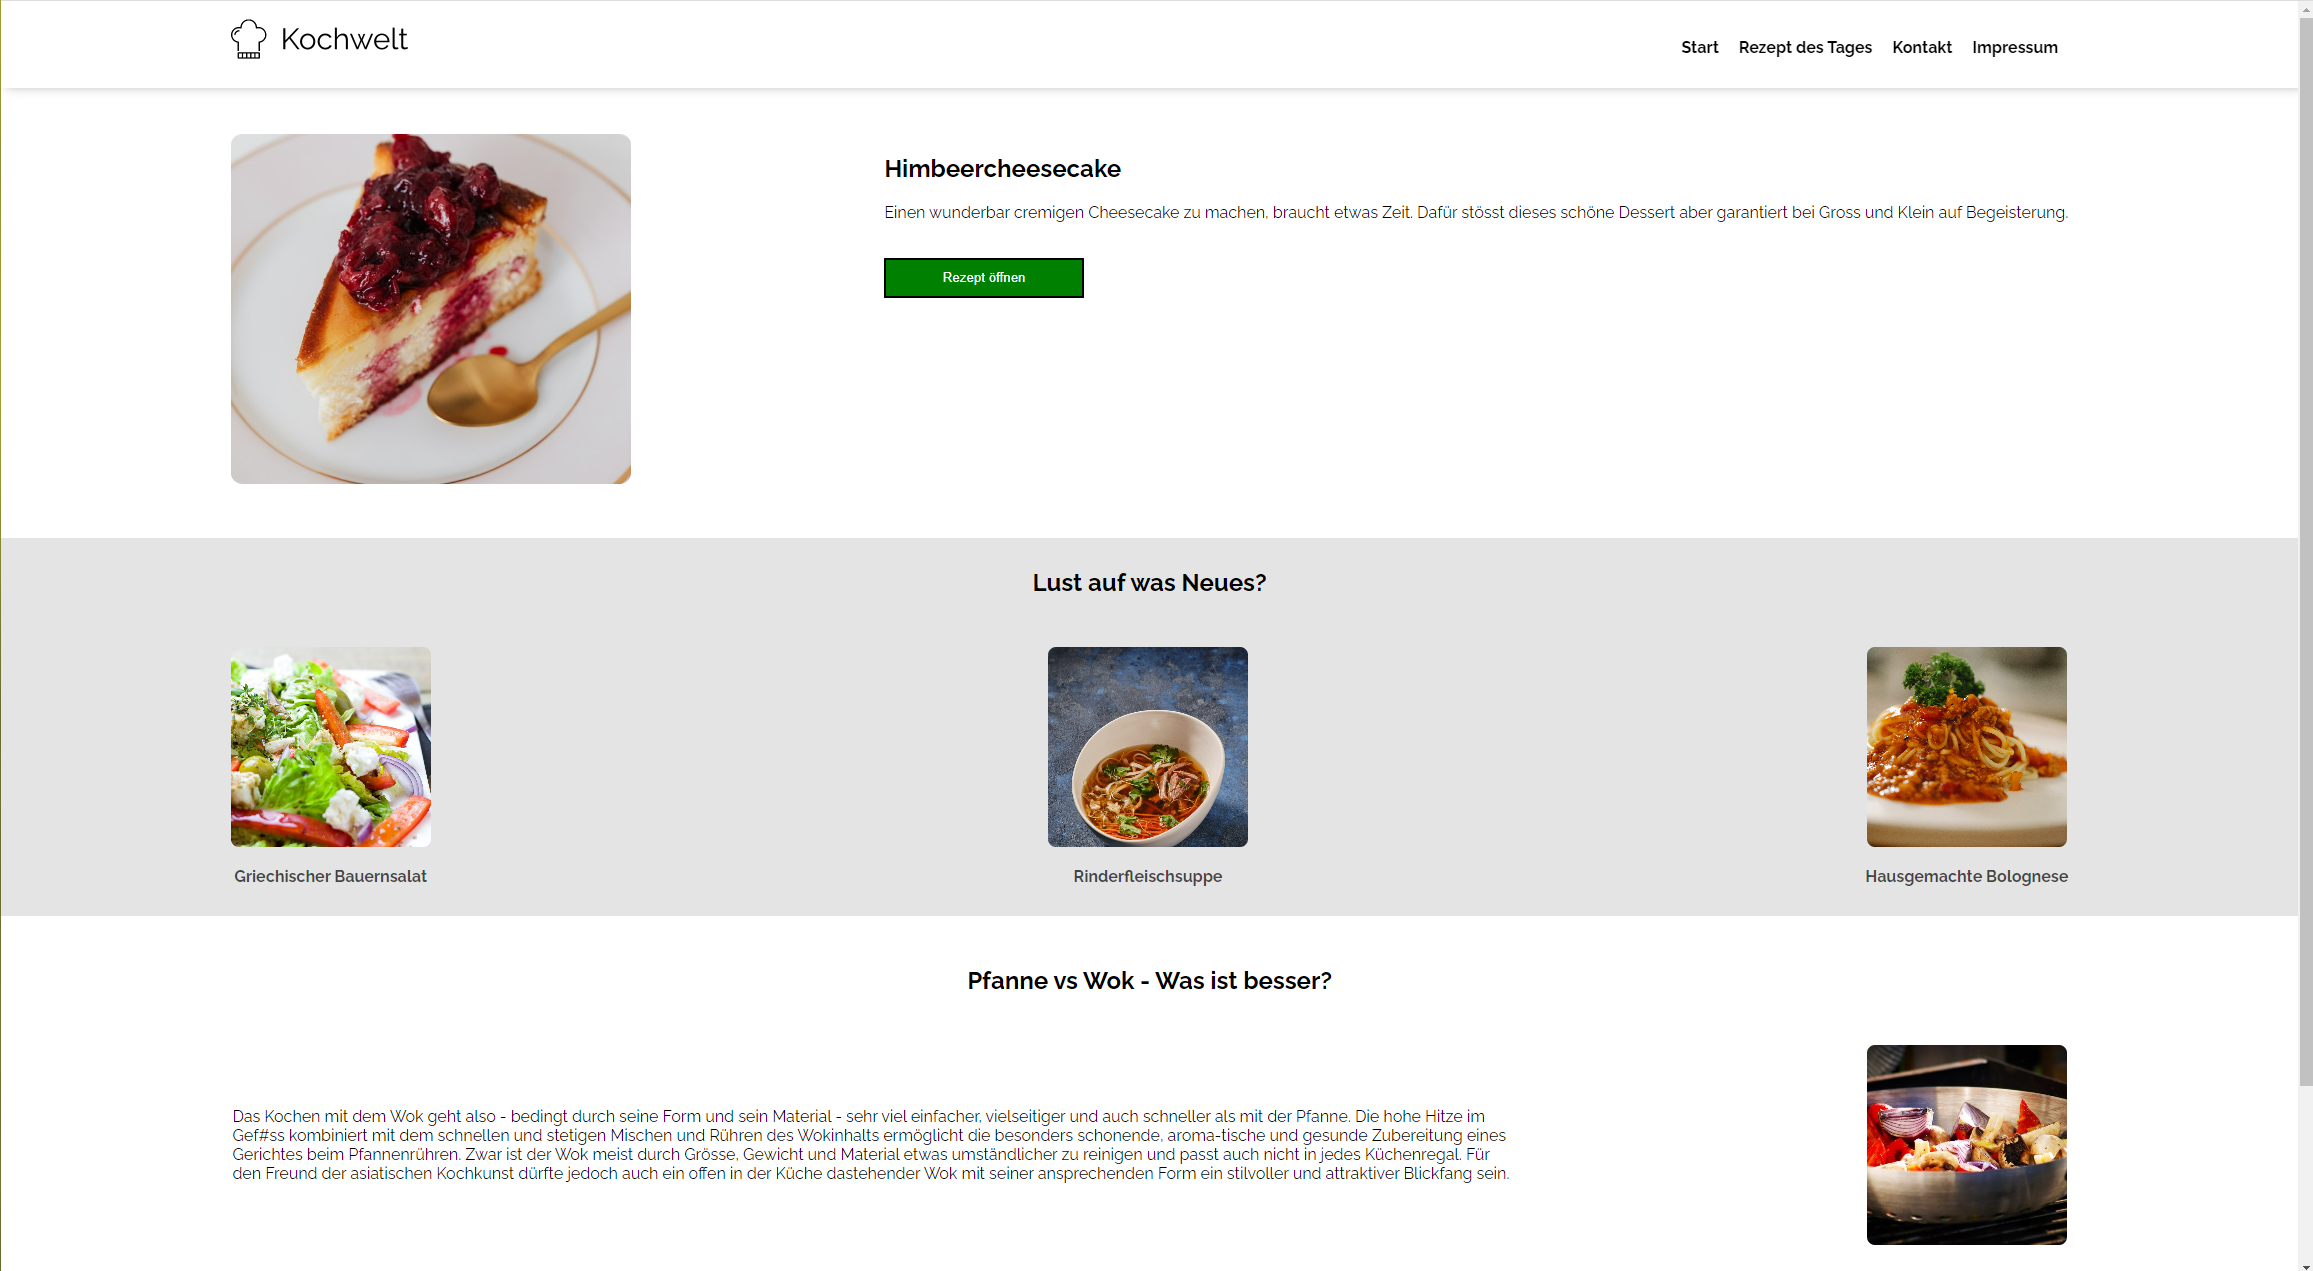 Kochwelt
Start Rezept des Tages Kontakt Impressum
Himbeercheesecake
Einen wunderbar cremigen Cheesecake zu machen, braucht etwas Zeit. Dafür stösst dieses schöne Dessert aber garantiert bei Gross und Klein auf Begeisterung.
Rezept öffnen
Lust auf was Neues?
Griechischer Bauernsalat
Rinderfleischsuppe
Hausgemachte Bolognese
Pfanne vs Wok - Was ist besser?
Das Kochen mit dem Wok geht also - bedingt durch seine Form und sein Material - sehr viel einfacher, vielseitiger und auch schneller als mit der Pfanne. Die hohe Hitze im
Gef#ss kombiniert mit dem schnellen und stetigen Mischen und Rühren des Wokinhalts ermöglicht die besonders schonende, aroma-tische und gesunde Zubereitung eines
Gerichtes beim Pfannenrühren. Zwar ist der Wok meist durch Grösse, Gewicht und Material etwas umständlicher zu reinigen und passt auch nicht in jedes Küchenregal. Für
den Freund der asiatischen Kochkunst dürfte jedoch auch ein offen in der Küche dastehender Wok mit seiner ansprechenden Form ein stilvoller und attraktiver Blickfang sein.